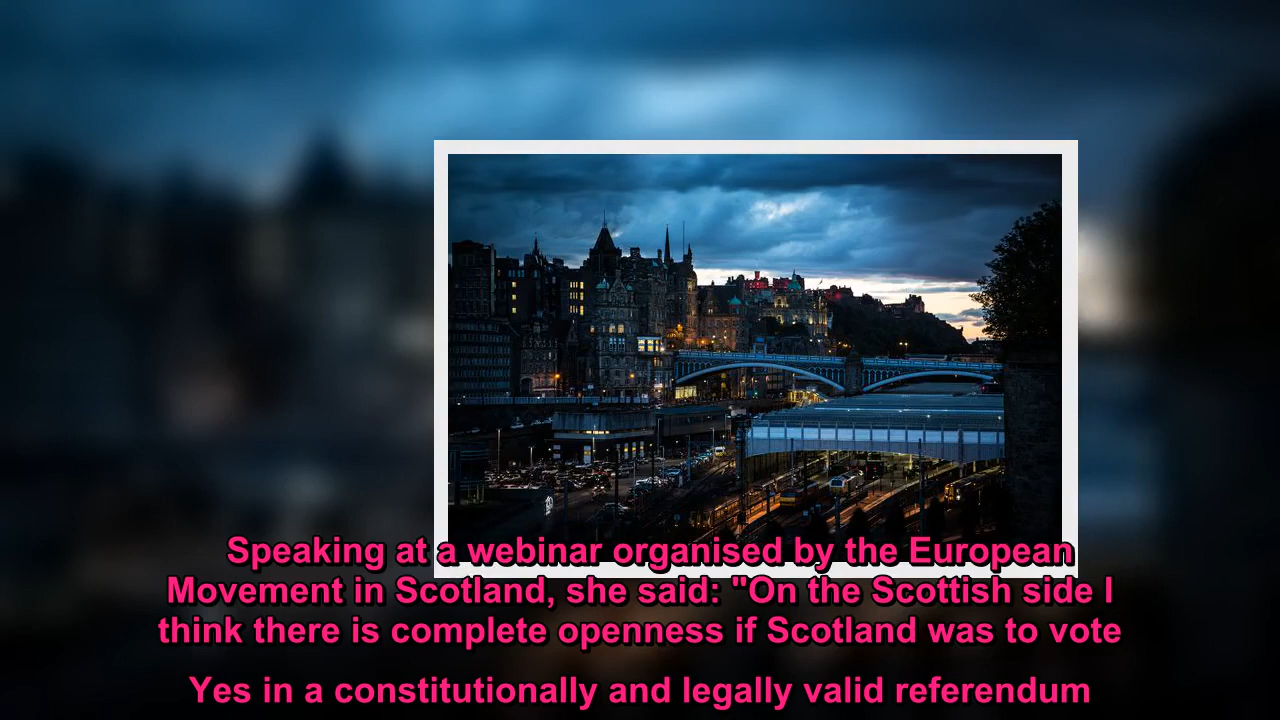 Speaking at a webinar organised by the European
Movement in Scotland, she said: "On the Scottish side I
think there is complete openness if Scotland was to vote
Yes in a constitutionally and legally valid referendum